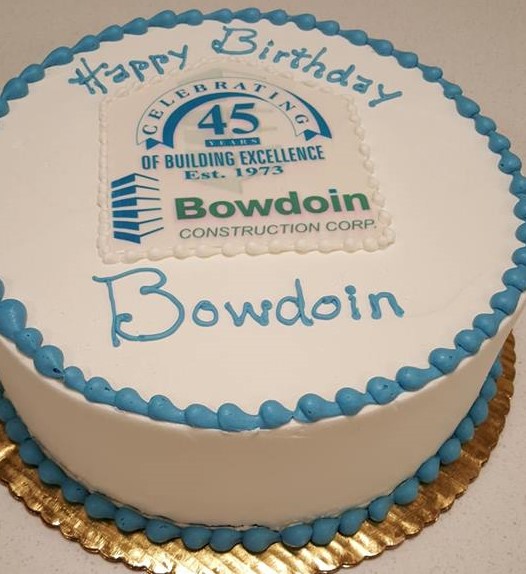 Happy Birthday
CELEBRATING
45
YEARS
OF BUILDING EXCELLENCE
Est. 1973
Bowdoin
CONSTRUCTION CORP.
Bowdoin